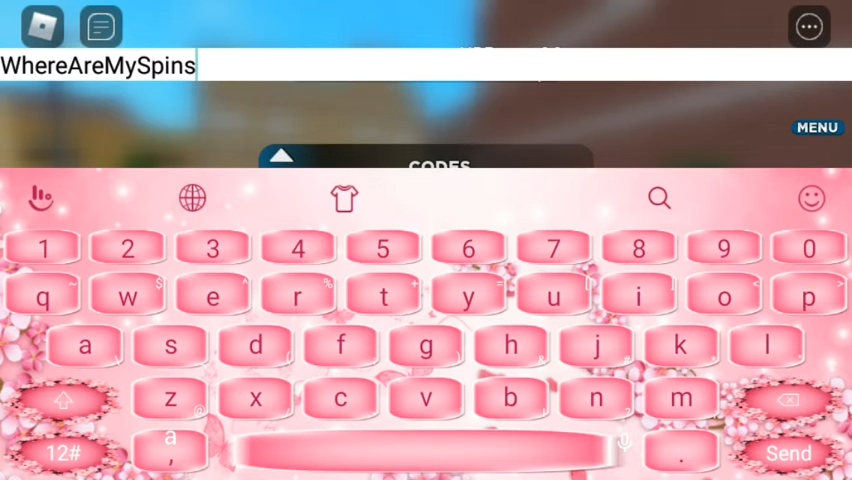 WhereAreMySpins
MENU
CODES
1 2 3 4 5 6 7 8 9 0
q w e r t y u i o p
a s d f g h j k l
z x c v b n m
12# a , . Send